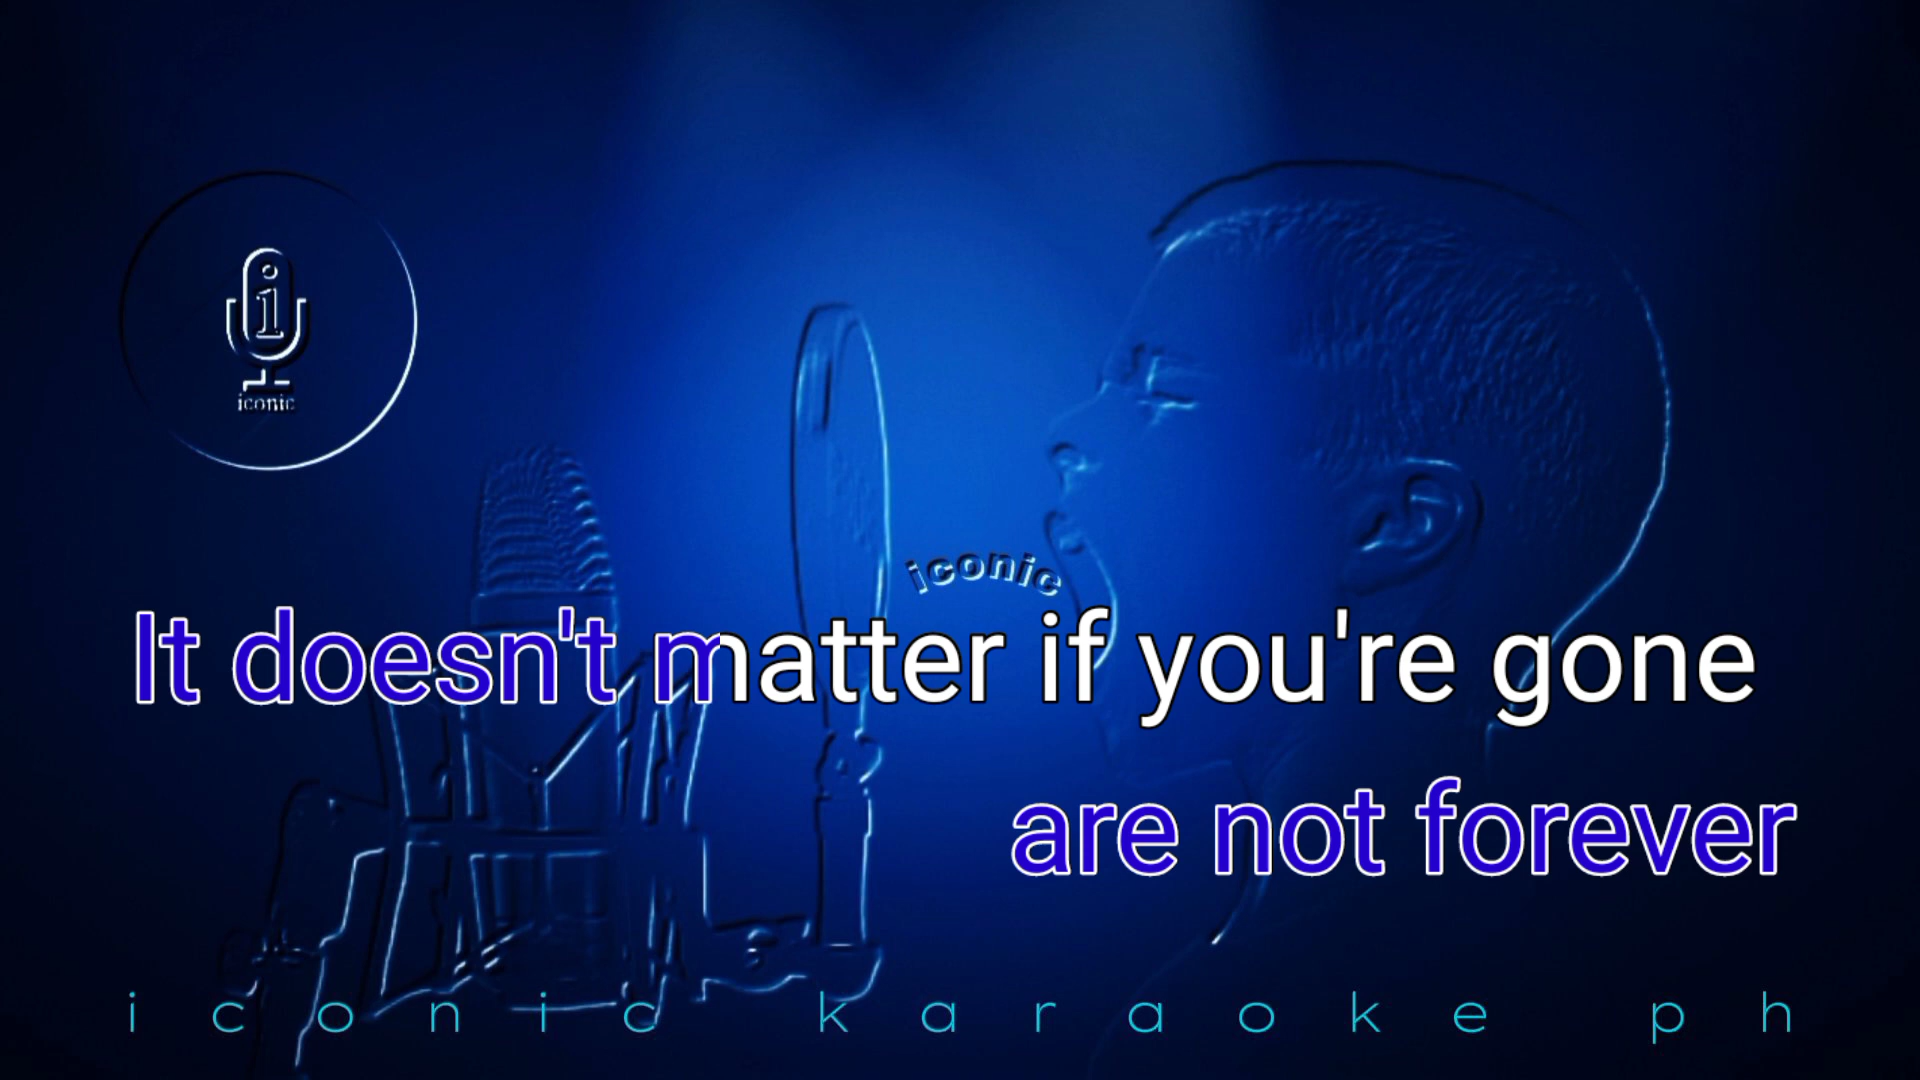 i
iconic
iconic
It doesn't matter if you're gone
are not forever
iconic karaoke ph